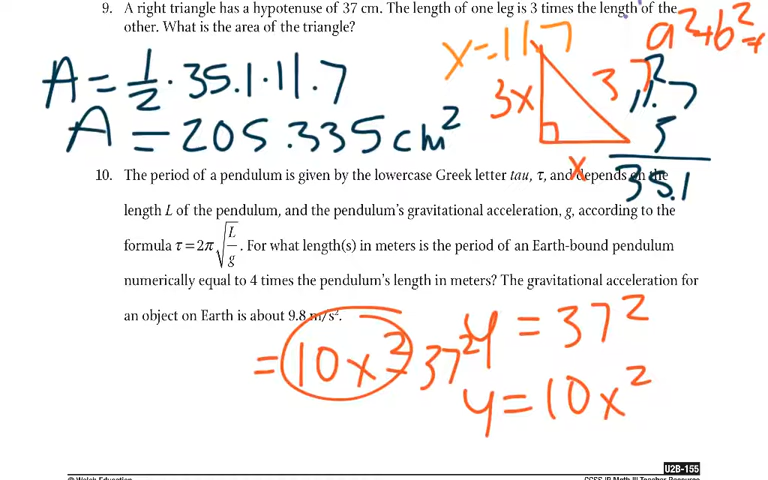 9. A right triangle has a hypotenuse of 37 cm. The length of one leg is 3 times the length of the
other. What is the area of the triangle?
a²+b²=
x=11.7
A=1/2·35.1·11.7
3x
37
11.7
3
A=205.335cm²
x
35.1
10. The period of a pendulum is given by the lowercase Greek letter tau, τ, and depends on the
length L of the pendulum, and the pendulum's gravitational acceleration, g, according to the
formula τ = 2π√(L/g). For what length(s) in meters is the period of an Earth-bound pendulum
numerically equal to 4 times the pendulum's length in meters? The gravitational acceleration for
an object on Earth is about 9.8 m/s².
=10x²=37²
y=37²
y=10x²
U2B-155
© Walch Education